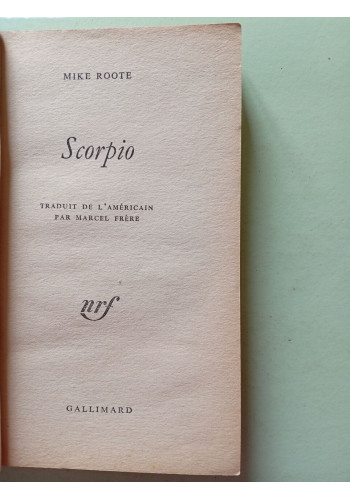 MIKE ROOTE
Scorpio
TRADUIT DE L'AMÉRICAIN
PAR MARCEL FRÈRE
nrf
GALLIMARD